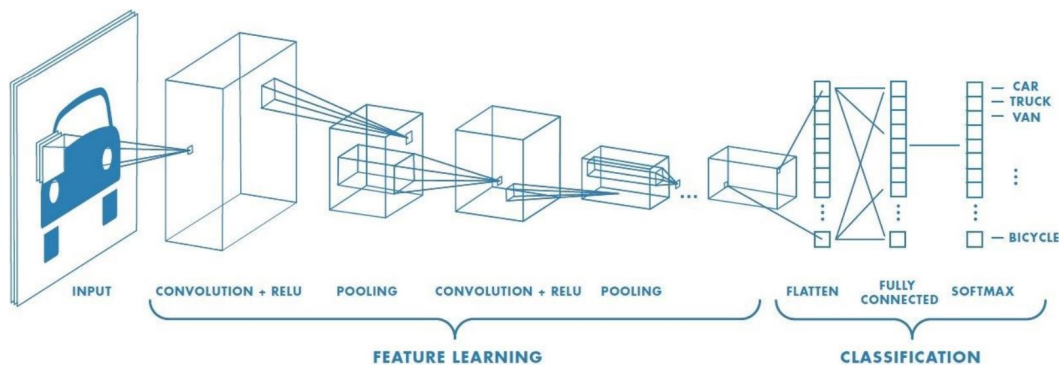 CAR
TRUCK
VAN
BICYCLE
INPUT
CONVOLUTION + RELU
POOLING
CONVOLUTION + RELU
POOLING
FLATTEN
FULLY
CONNECTED
SOFTMAX
FEATURE LEARNING
CLASSIFICATION